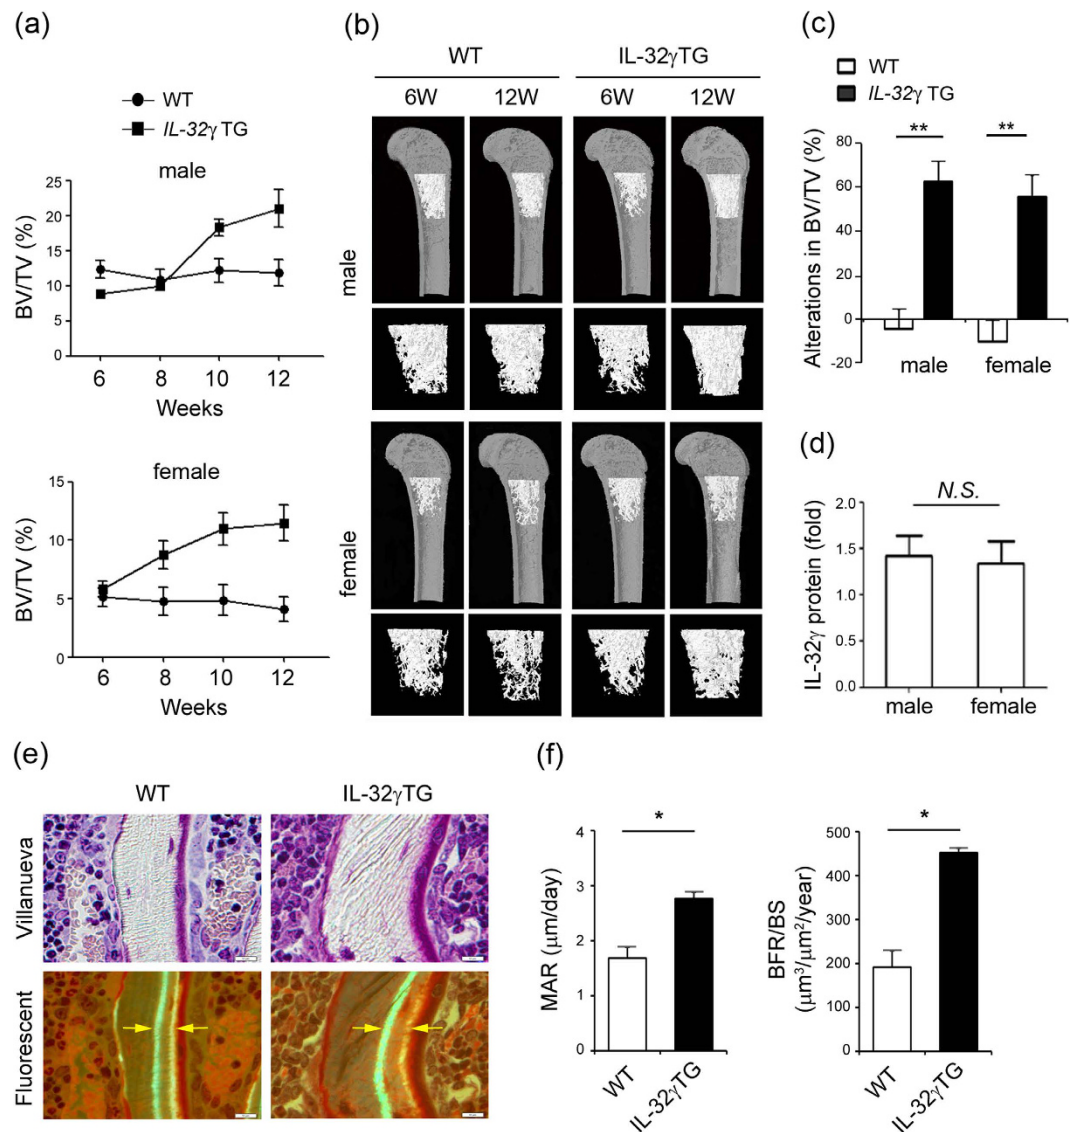 (a)
WT
IL-32γ TG
male
BV/TV (%)
25
20
15
10
5
0
6 8 10 12
Weeks
female
BV/TV (%)
15
10
5
0
6 8 10 12
Weeks
(b)
WT IL-32γTG
6W 12W 6W 12W
male
female
(c)
WT
IL-32γ TG
Alterations in BV/TV (%)
80
60
40
20
0
-20
** **
male female
(d)
N.S.
IL-32γ protein (fold)
2.0
1.5
1.0
0.5
0.0
male female
(e)
WT IL-32γTG
Villanueva
Fluorescent
(f)
MAR (μm/day)
4
3
2
1
0
*
WT IL-32γTG
BFR/BS
(μm³/μm²/year)
500
400
300
200
100
0
*
WT IL-32γTG